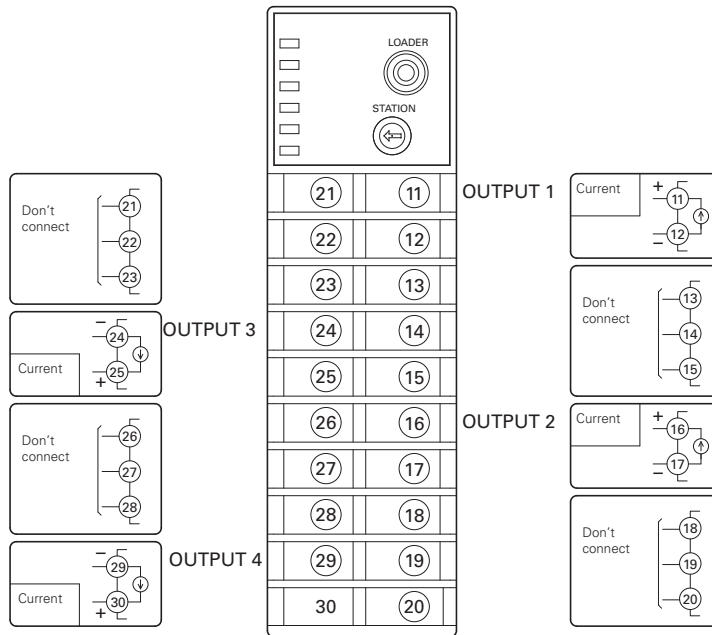 LOADER
STATION
21 11
22 12
23 13
24 14
25 15
26 16
27 17
28 18
29 19
30 20
Don't
connect
21
22
23
OUTPUT 3
−
24
Current
25
+
Don't
connect
26
27
28
OUTPUT 4
−
29
Current
30
+
OUTPUT 1
Current
+
11
12
−
Don't
connect
13
14
15
OUTPUT 2
Current
+
16
17
−
Don't
connect
18
19
20